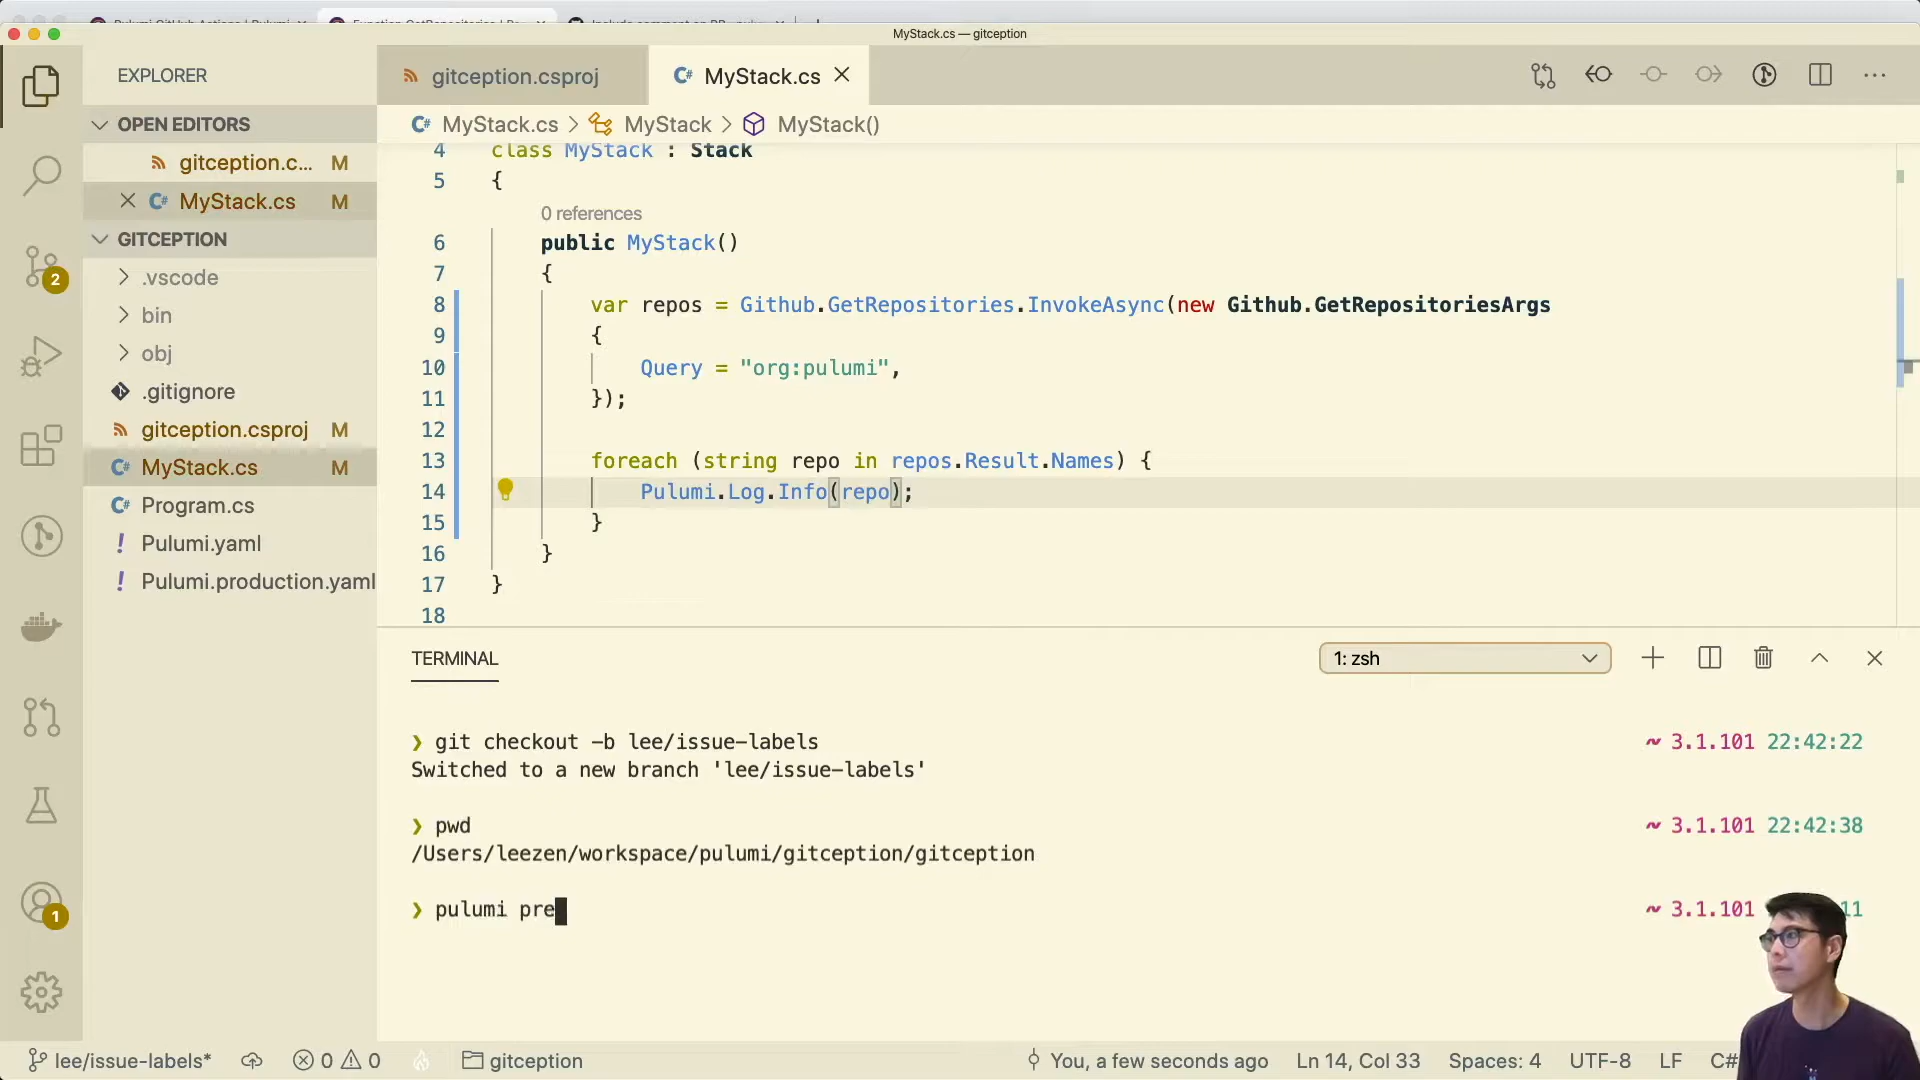 MyStack.cs — gitception
EXPLORER
gitception.csproj
MyStack.cs
OPEN EDITORS
gitception.c... M
MyStack.cs M
GITCEPTION
.vscode
bin
obj
.gitignore
gitception.csproj M
MyStack.cs M
Program.cs
Pulumi.yaml
Pulumi.production.yaml
2
1
MyStack.cs > MyStack > MyStack()
4 class MyStack : Stack
5 {
0 references
6 public MyStack()
7 {
8 var repos = Github.GetRepositories.InvokeAsync(new Github.GetRepositoriesArgs
9 {
10 Query = "org:pulumi",
11 });
12
13 foreach (string repo in repos.Result.Names) {
14 Pulumi.Log.Info(repo);
15 }
16 }
17 }
18
TERMINAL
1: zsh
❯ git checkout -b lee/issue-labels ~ 3.1.101 22:42:22
Switched to a new branch 'lee/issue-labels'
❯ pwd ~ 3.1.101 22:42:38
/Users/leezen/workspace/pulumi/gitception/gitception
❯ pulumi pre ~ 3.1.101 11
lee/issue-labels* 0 0 gitception You, a few seconds ago Ln 14, Col 33 Spaces: 4 UTF-8 LF C#